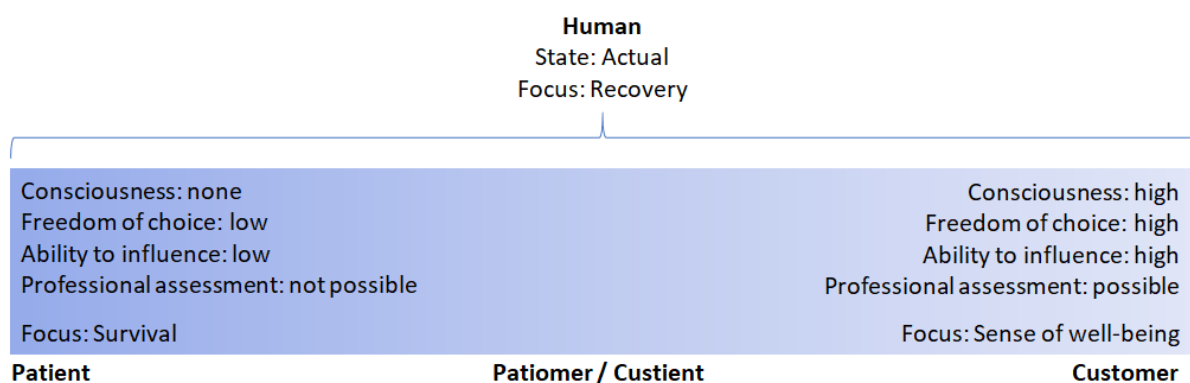 Human
State: Actual
Focus: Recovery
Consciousness: none
Freedom of choice: low
Ability to influence: low
Professional assessment: not possible
Focus: Survival
Consciousness: high
Freedom of choice: high
Ability to influence: high
Professional assessment: possible
Focus: Sense of well-being
Patient
Patiomer / Custient
Customer